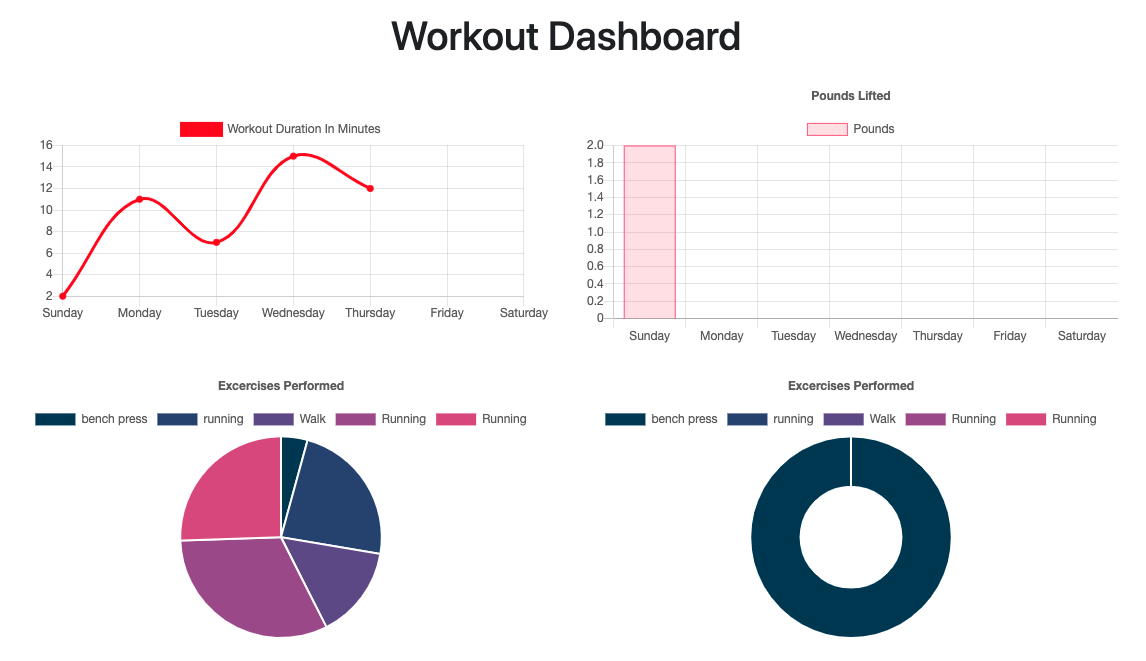 Workout Dashboard
Workout Duration In Minutes
16
14
12
10
8
6
4
2
Sunday Monday Tuesday Wednesday Thursday Friday Saturday
Pounds Lifted
Pounds
2.0
1.8
1.6
1.4
1.2
1.0
0.8
0.6
0.4
0.2
0
Sunday Monday Tuesday Wednesday Thursday Friday Saturday
Excercises Performed
bench press running Walk Running Running
Excercises Performed
bench press running Walk Running Running